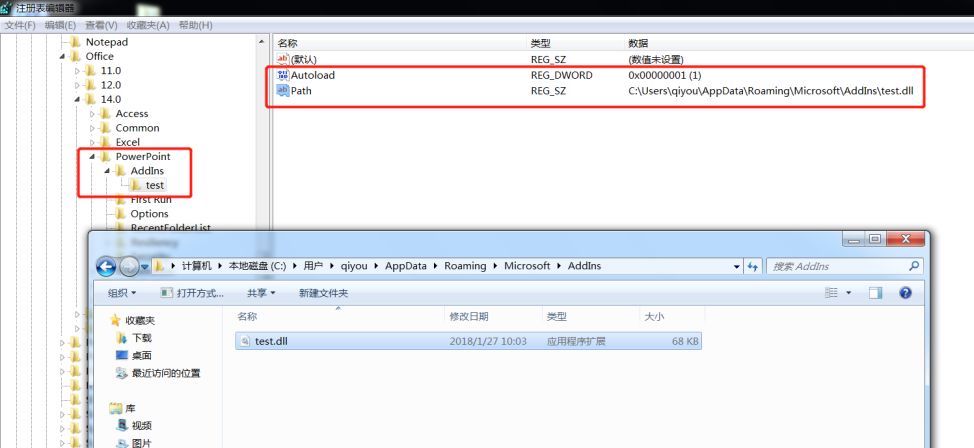 注册表编辑器
文件(F) 编辑(E) 查看(V) 收藏夹(A) 帮助(H)
Notepad
Office
11.0
12.0
14.0
Access
Common
Excel
PowerPoint
AddIns
test
First Run
Options
RecentFolderList
Resiliency
名称 类型 数据
(默认) REG_SZ (数值未设置)
Autoload REG_DWORD 0x00000001 (1)
Path REG_SZ C:\Users\qiyou\AppData\Roaming\Microsoft\AddIns\test.dll
计算机 本地磁盘 (C:) 用户 qiyou AppData Roaming Microsoft AddIns
搜索 AddIns
组织 打开方式... 共享 新建文件夹
收藏夹
下载
桌面
最近访问的位置
库
视频
图片
名称 修改日期 类型 大小
test.dll 2018/1/27 10:03 应用程序扩展 68 KB